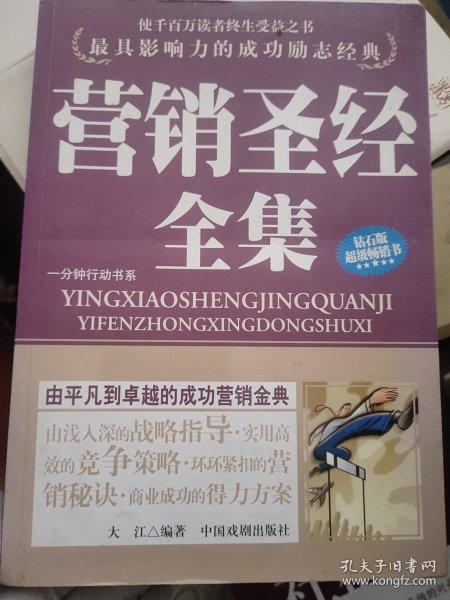 使千百万读者终生受益之书
最具影响力的成功励志经典
营销圣经
全集
钻石版
超级畅销书
★★★★★
一分钟行动书系
YINGXIAOSHENGJINGQUANJI
YIFENZHONGXINGDONGSHUXI
由平凡到卓越的成功营销金典
由浅入深的战略指导·实用高
效的竞争策略·环环紧扣的营
销秘诀·商业成功的得力方案
大 江△编著 中国戏剧出版社
孔夫子旧书网
www.kongfz.com